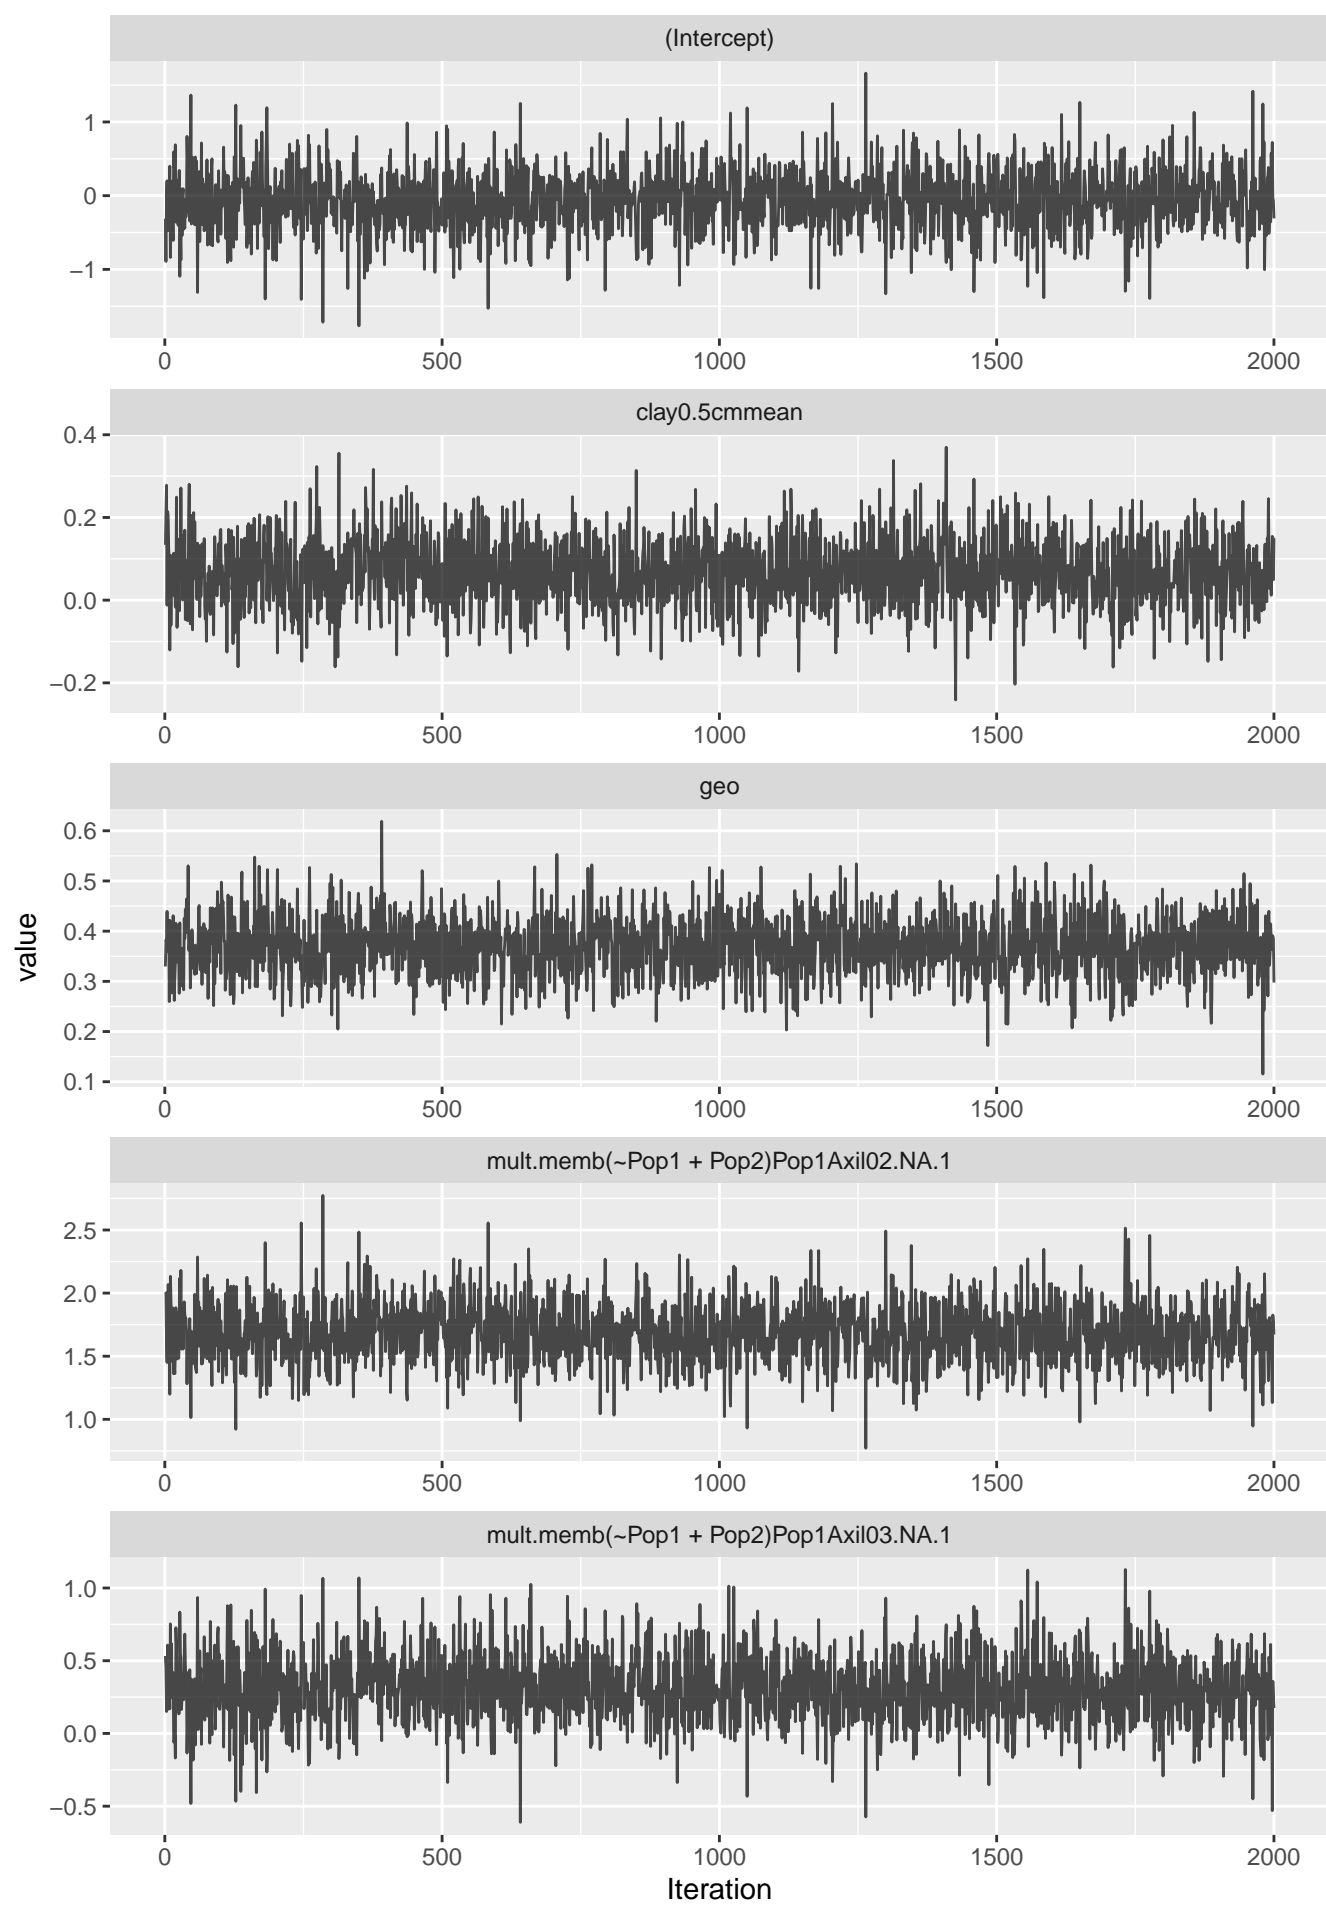 (Intercept)
1
0
−1
0 500 1000 1500 2000
clay0.5cmmean
0.4
0.2
0.0
−0.2
0 500 1000 1500 2000
geo
0.6
0.5
0.4
0.3
0.2
0.1
0 500 1000 1500 2000
value
mult.memb(~Pop1 + Pop2)Pop1Axil02.NA.1
2.5
2.0
1.5
1.0
0 500 1000 1500 2000
mult.memb(~Pop1 + Pop2)Pop1Axil03.NA.1
1.0
0.5
0.0
−0.5
0 500 1000 1500 2000
Iteration